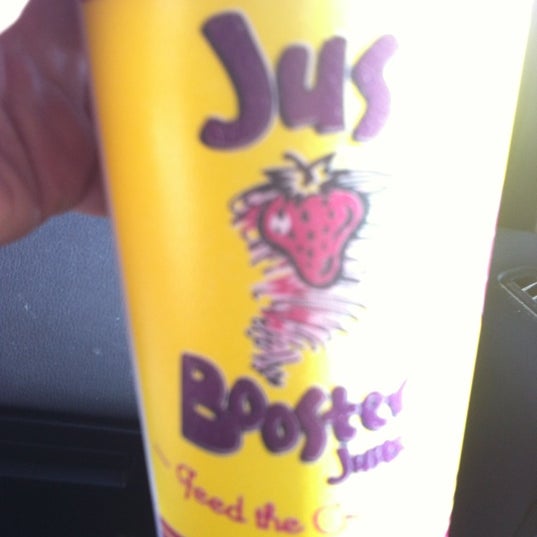 Jus
Booster
Juice
feed the